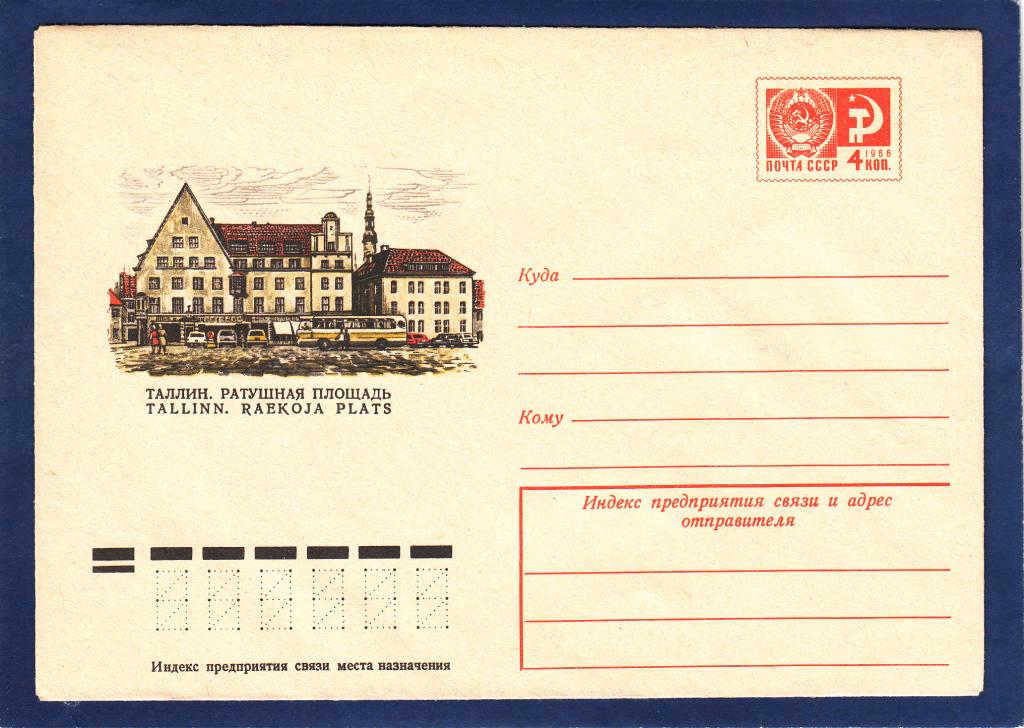 ПОЧТА СССР
4 1966
КОП.
Куда
ТАЛЛИН. РАТУШНАЯ ПЛОЩАДЬ
TALLINN. RAEKOJA PLATS
Кому
Индекс предприятия связи и адрес
отправителя
Индекс предприятия связи места назначения